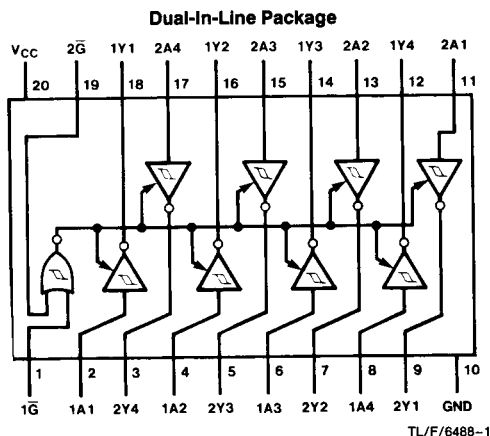 Dual-In-Line Package
VCC 2G̅ 1Y1 2A4 1Y2 2A3 1Y3 2A2 1Y4 2A1
20 19 18 17 16 15 14 13 12 11
1 2 3 4 5 6 7 8 9 10
1G̅ 1A1 2Y4 1A2 2Y3 1A3 2Y2 1A4 2Y1 GND
TL/F/6488–1